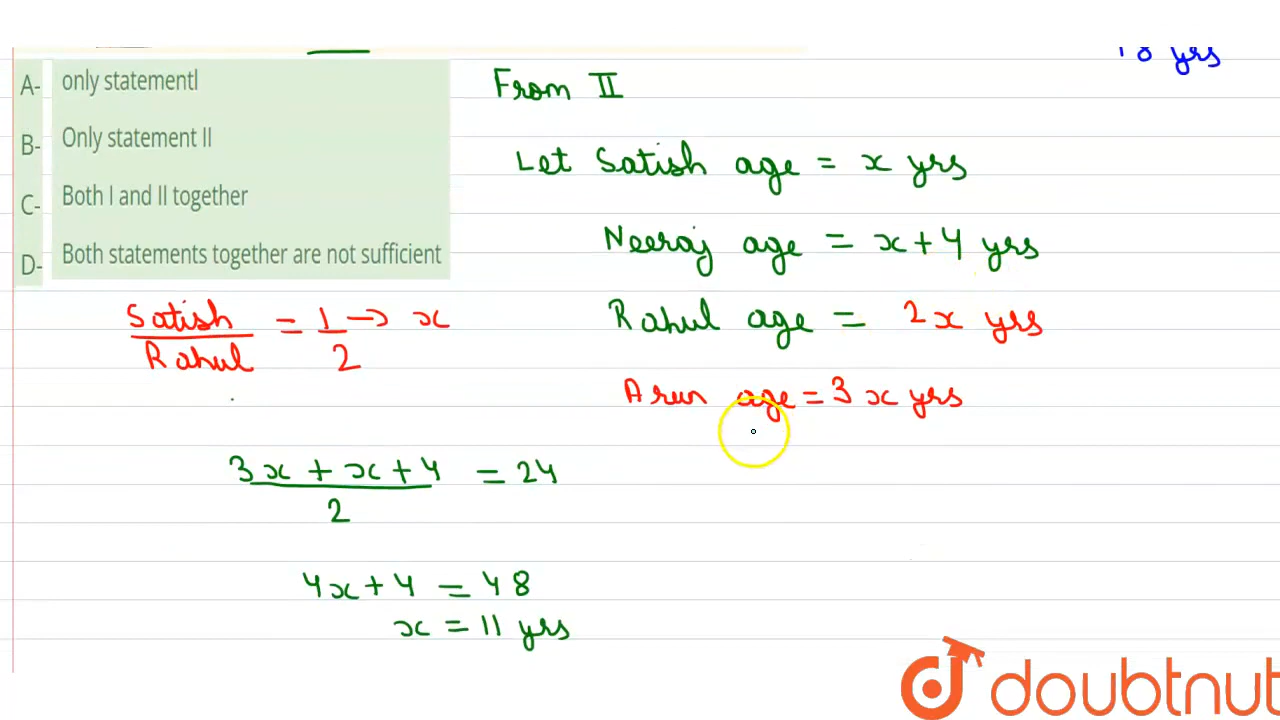 18 yrs
A- only statementI
B- Only statement II
C- Both I and II together
D- Both statements together are not sufficient
From II
Let Satish age = x yrs
Neeraj age = x+4 yrs
Rahul age = 2x yrs
Arun age = 3x yrs
Satish = 1 → x
Rahul 2
3x + x + 4 = 24
2
4x + 4 = 48
x = 11 yrs
doubtnut